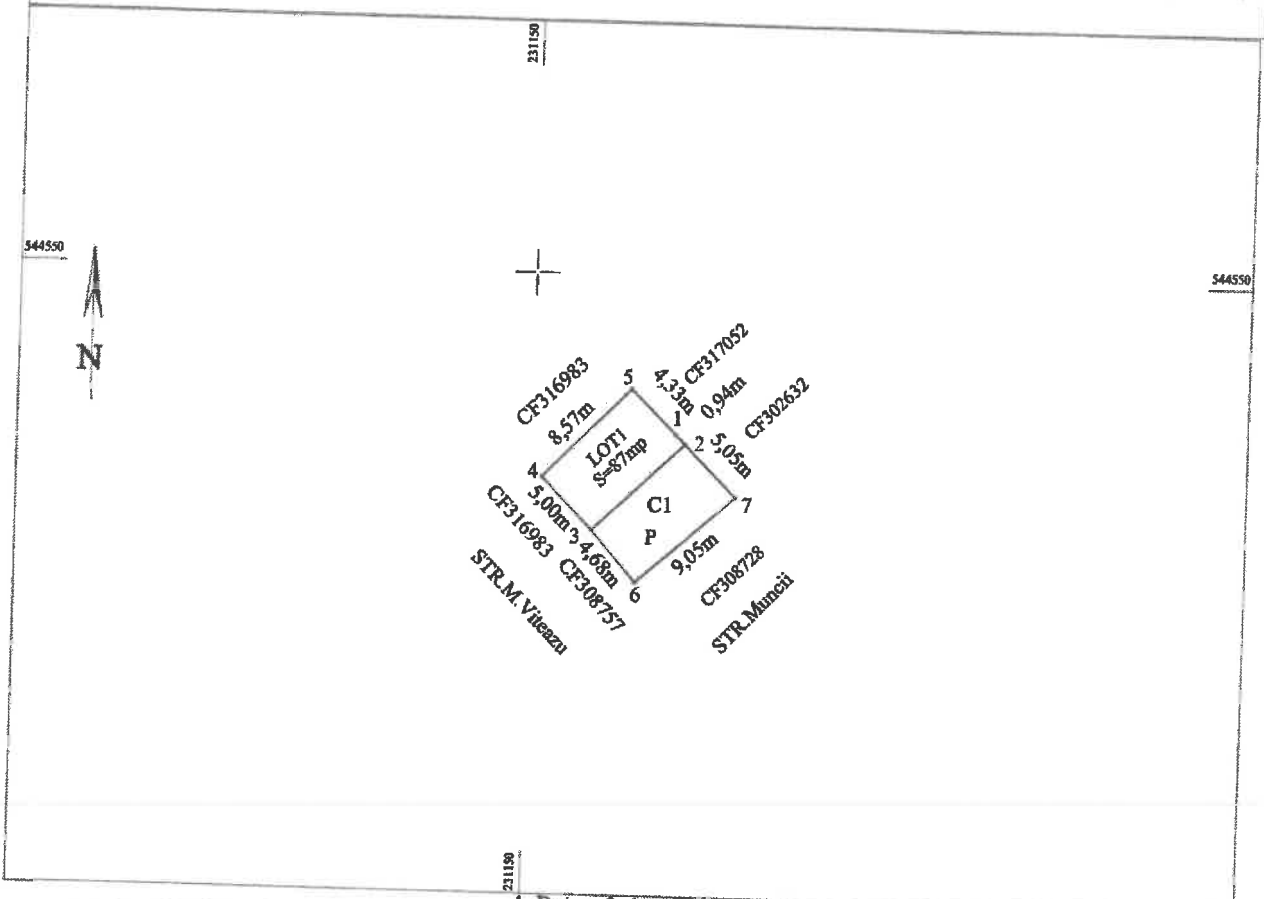 231150
544550
544550
N
CF317052
CF316983
5
4,33m
0,94m
CF302632
8,57m
1
LOT1
S=87mp
2
5,05m
4
5,00m
C1
7
CF316983
3
P
4,68m
9,05m
CF308757
6
CF308728
STR.M.Viteazu
STR.Muncii
231150